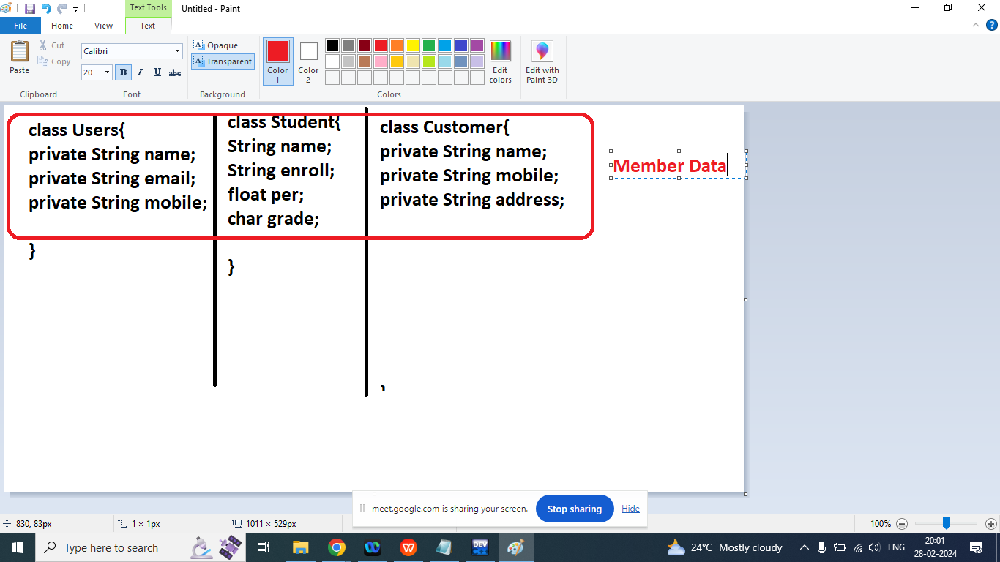 Text Tools
Untitled - Paint
File
Home
View
Text
Paste
Cut
Copy
Clipboard
Calibri
20
B
I
U
abc
Font
A Opaque
A Transparent
Background
Color
1
Color
2
Edit
colors
Colors
Edit with
Paint 3D
class Users{
private String name;
private String email;
private String mobile;
}
class Student{
String name;
String enroll;
float per;
char grade;
}
class Customer{
private String name;
private String mobile;
private String address;
Member Data
meet.google.com is sharing your screen.
Stop sharing
Hide
830, 83px
1 × 1px
1011 × 529px
100%
Type here to search
DEV
24°C Mostly cloudy
ENG
20:01
28-02-2024